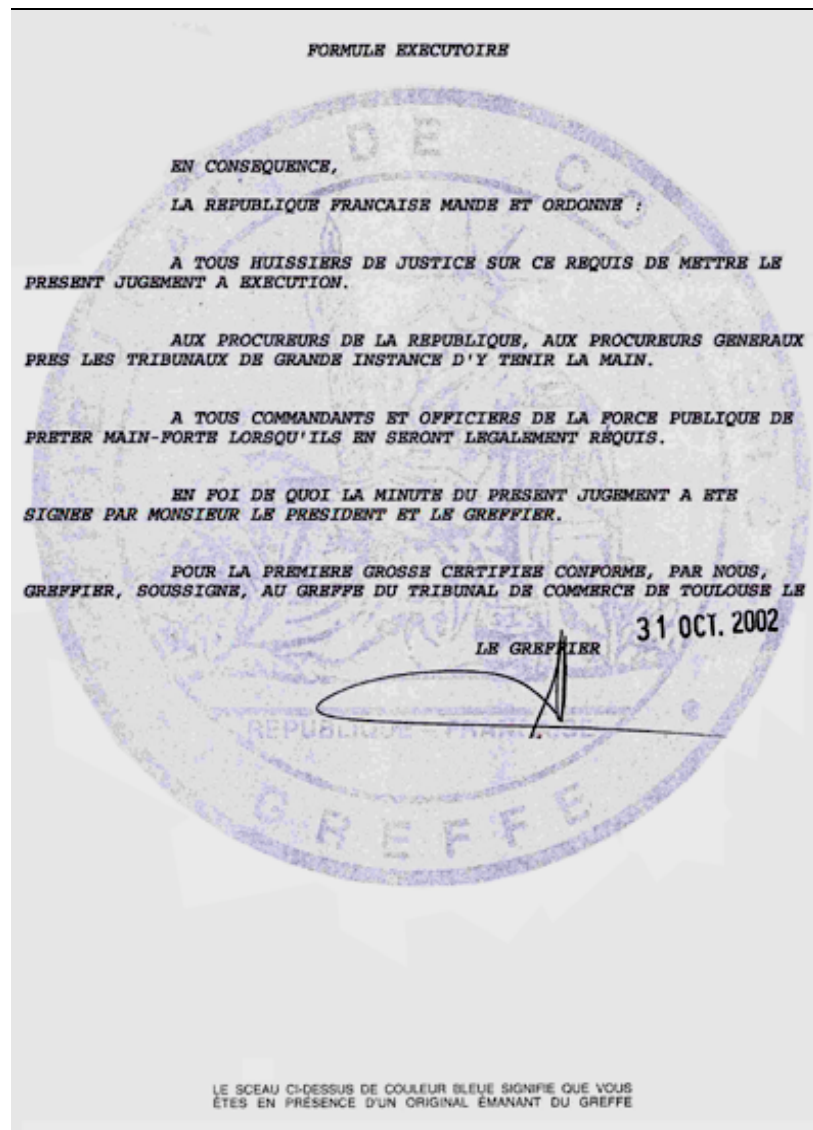 FORMULE EXECUTOIRE
EN CONSEQUENCE,
LA REPUBLIQUE FRANCAISE MANDE ET ORDONNE :
A TOUS HUISSIERS DE JUSTICE SUR CE REQUIS DE METTRE LE
PRESENT JUGEMENT A EXECUTION.
AUX PROCUREURS DE LA REPUBLIQUE, AUX PROCUREURS GENERAUX
PRES LES TRIBUNAUX DE GRANDE INSTANCE D'Y TENIR LA MAIN.
A TOUS COMMANDANTS ET OFFICIERS DE LA FORCE PUBLIQUE DE
PRETER MAIN-FORTE LORSQU'ILS EN SERONT LEGALEMENT REQUIS.
EN FOI DE QUOI LA MINUTE DU PRESENT JUGEMENT A ETE
SIGNEE PAR MONSIEUR LE PRESIDENT ET LE GREFFIER.
POUR LA PREMIERE GROSSE CERTIFIEE CONFORME, PAR NOUS,
GREFFIER, SOUSSIGNE, AU GREFFE DU TRIBUNAL DE COMMERCE DE TOULOUSE LE
31 OCT. 2002
LE GREFFIER
REPUBLIQUE - FRANCAISE
GREFFE
LE SCEAU CI-DESSUS DE COULEUR BLEUE SIGNIFIE QUE VOUS
ÊTES EN PRÉSENCE D'UN ORIGINAL ÉMANANT DU GREFFE